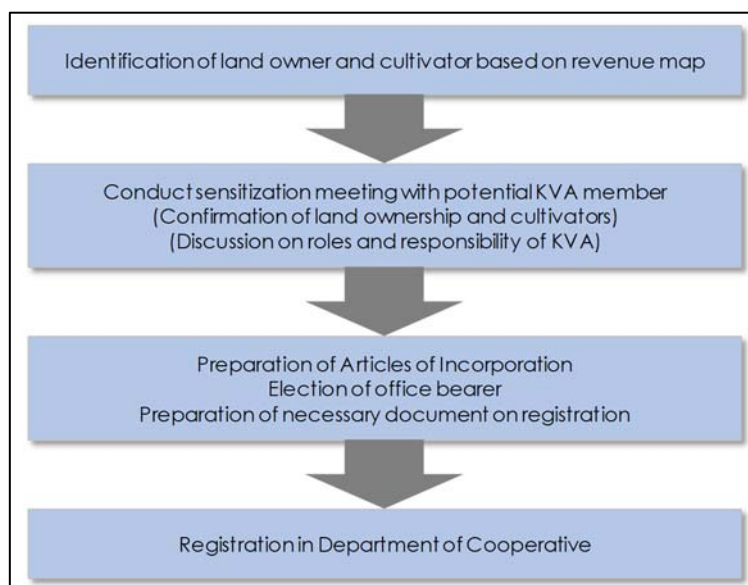 Identification of land owner and cultivator based on revenue map
Conduct sensitization meeting with potential KVA member
(Confirmation of land ownership and cultivators)
(Discussion on roles and responsibility of KVA)
Preparation of Articles of Incorporation
Election of office bearer
Preparation of necessary document on registration
Registration in Department of Cooperative